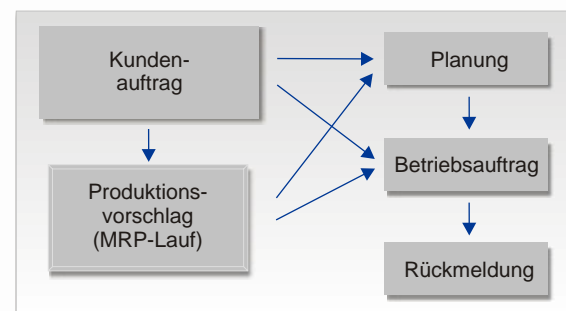 Kunden-
auftrag
Produktions-
vorschlag
(MRP-Lauf)
Planung
Betriebsauftrag
Rückmeldung